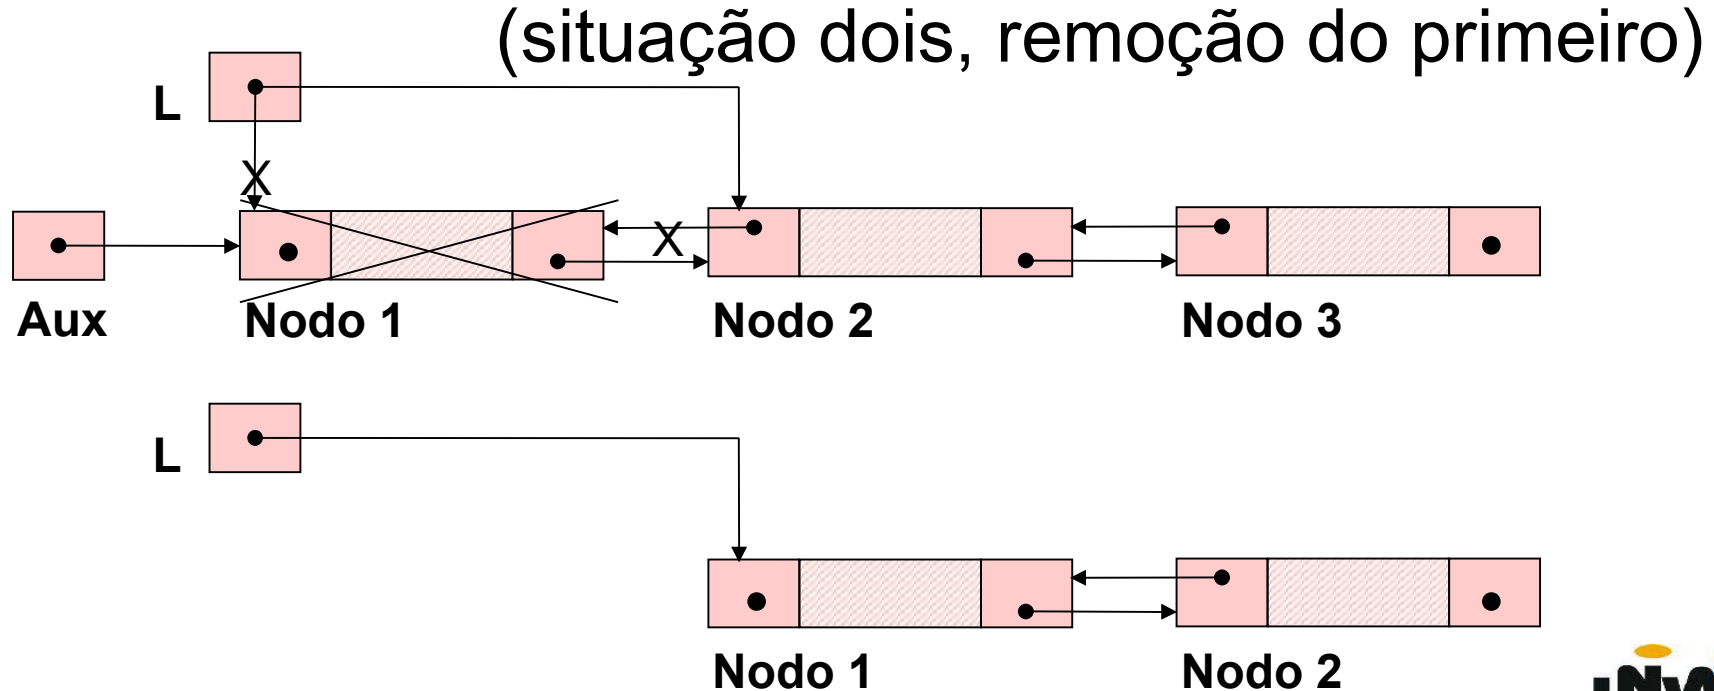 (situação dois, remoção do primeiro)
L
X
X
Aux
Nodo 1
Nodo 2
Nodo 3
L
Nodo 1
Nodo 2